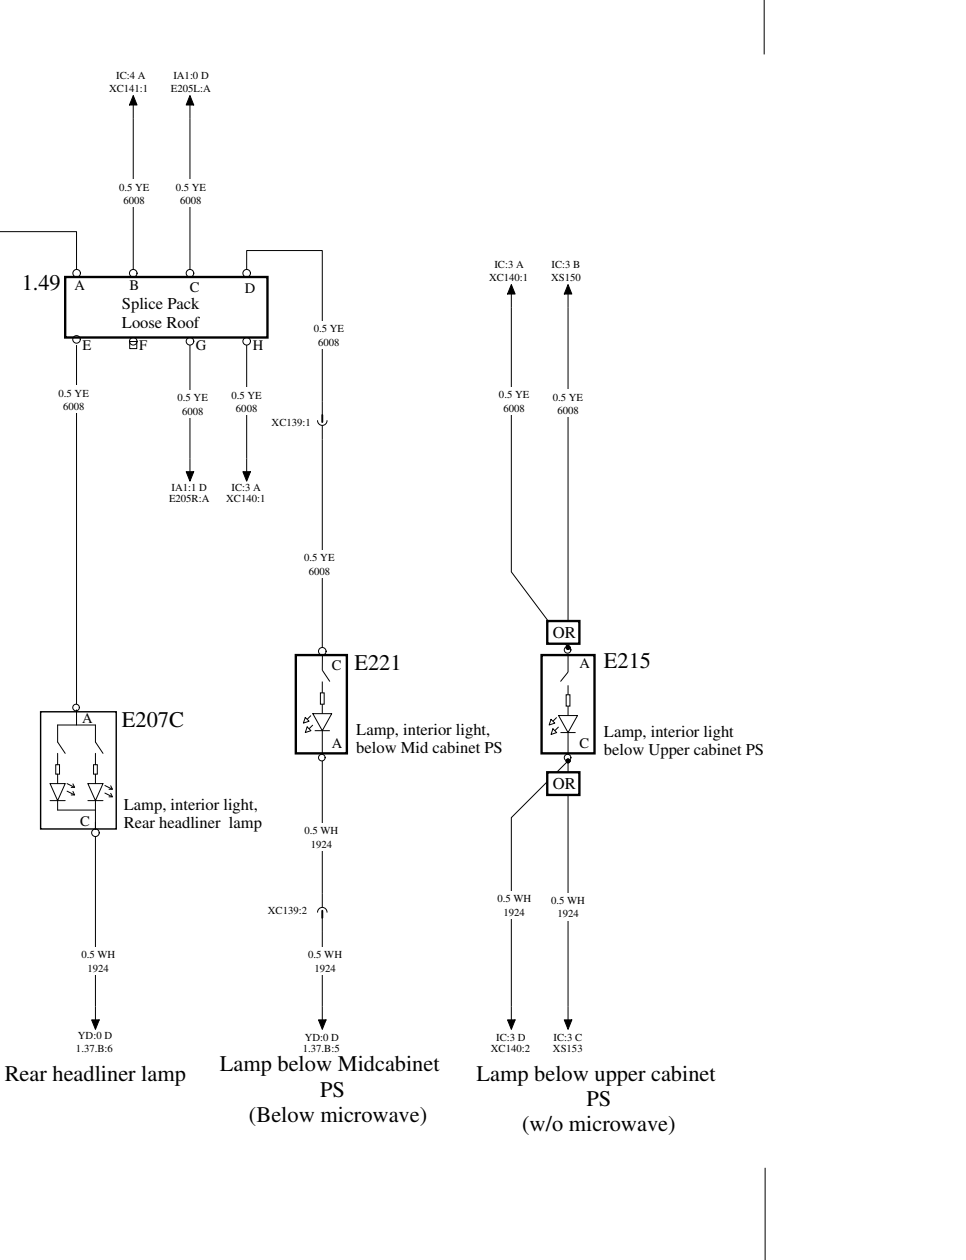 IC:4 A
XC141:1
IA1:0 D
E205L:A
0.5 YE
6008
0.5 YE
6008
IC:3 A
XC140:1
IC:3 B
XS150
1.49
A
B
C
D
Splice Pack
Loose Roof
E
F
G
H
0.5 YE
6008
0.5 YE
6008
0.5 YE
6008
0.5 YE
6008
0.5 YE
6008
0.5 YE
6008
XC139:1
IA1:1 D
E205R:A
IC:3 A
XC140:1
0.5 YE
6008
OR
C
E221
A
E215
A
E207C
Lamp, interior light,
below Mid cabinet PS
A
Lamp, interior light
below Upper cabinet PS
C
OR
Lamp, interior light,
Rear headliner lamp
C
0.5 WH
1924
0.5 WH
1924
0.5 WH
1924
XC139:2
0.5 WH
1924
0.5 WH
1924
YD:0 D
1.37.B:6
YD:0 D
1.37.B:5
IC:3 D
XC140:2
IC:3 C
XS153
Rear headliner lamp
Lamp below Midcabinet
PS
(Below microwave)
Lamp below upper cabinet
PS
(w/o microwave)